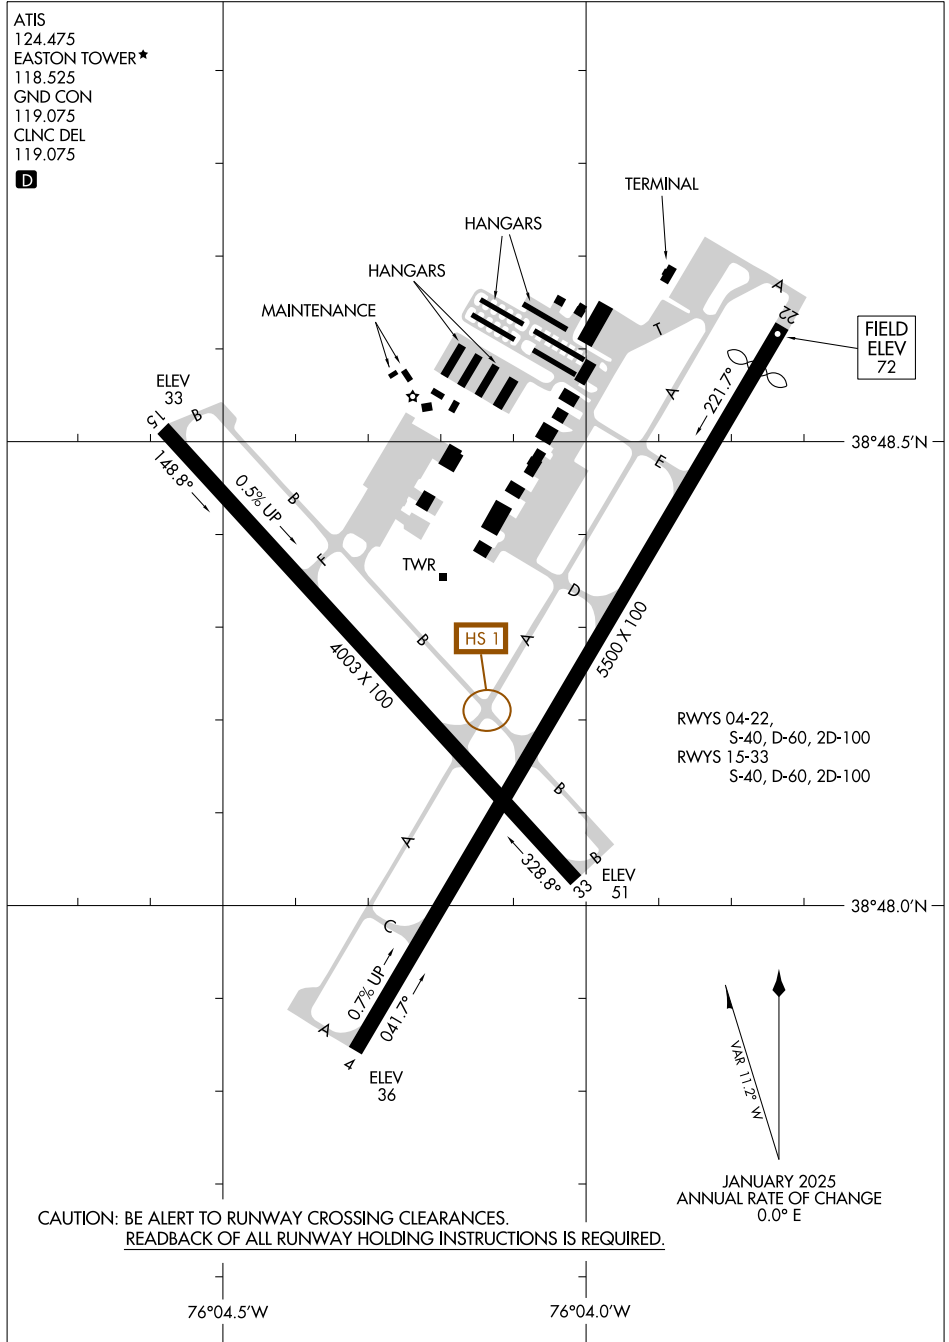 ATIS
124.475
EASTON TOWER★
118.525
GND CON
119.075
CLNC DEL
119.075
D
TERMINAL
HANGARS
HANGARS
MAINTENANCE
A
22
FIELD
ELEV
72
T
ELEV
33
15
B
A
221.7°
38°48.5'N
148.8°
0.5% UP
B
E
F
TWR
D
HS 1
B
A
5500 X 100
4003 X 100
RWYS 04-22,
S-40, D-60, 2D-100
RWYS 15-33
S-40, D-60, 2D-100
B
A
328.8°
B
33
ELEV
51
38°48.0'N
C
0.7% UP
041.7°
A
4
ELEV
36
VAR 11.2° W
JANUARY 2025
ANNUAL RATE OF CHANGE
0.0° E
CAUTION: BE ALERT TO RUNWAY CROSSING CLEARANCES.
READBACK OF ALL RUNWAY HOLDING INSTRUCTIONS IS REQUIRED.
76°04.5'W
76°04.0'W